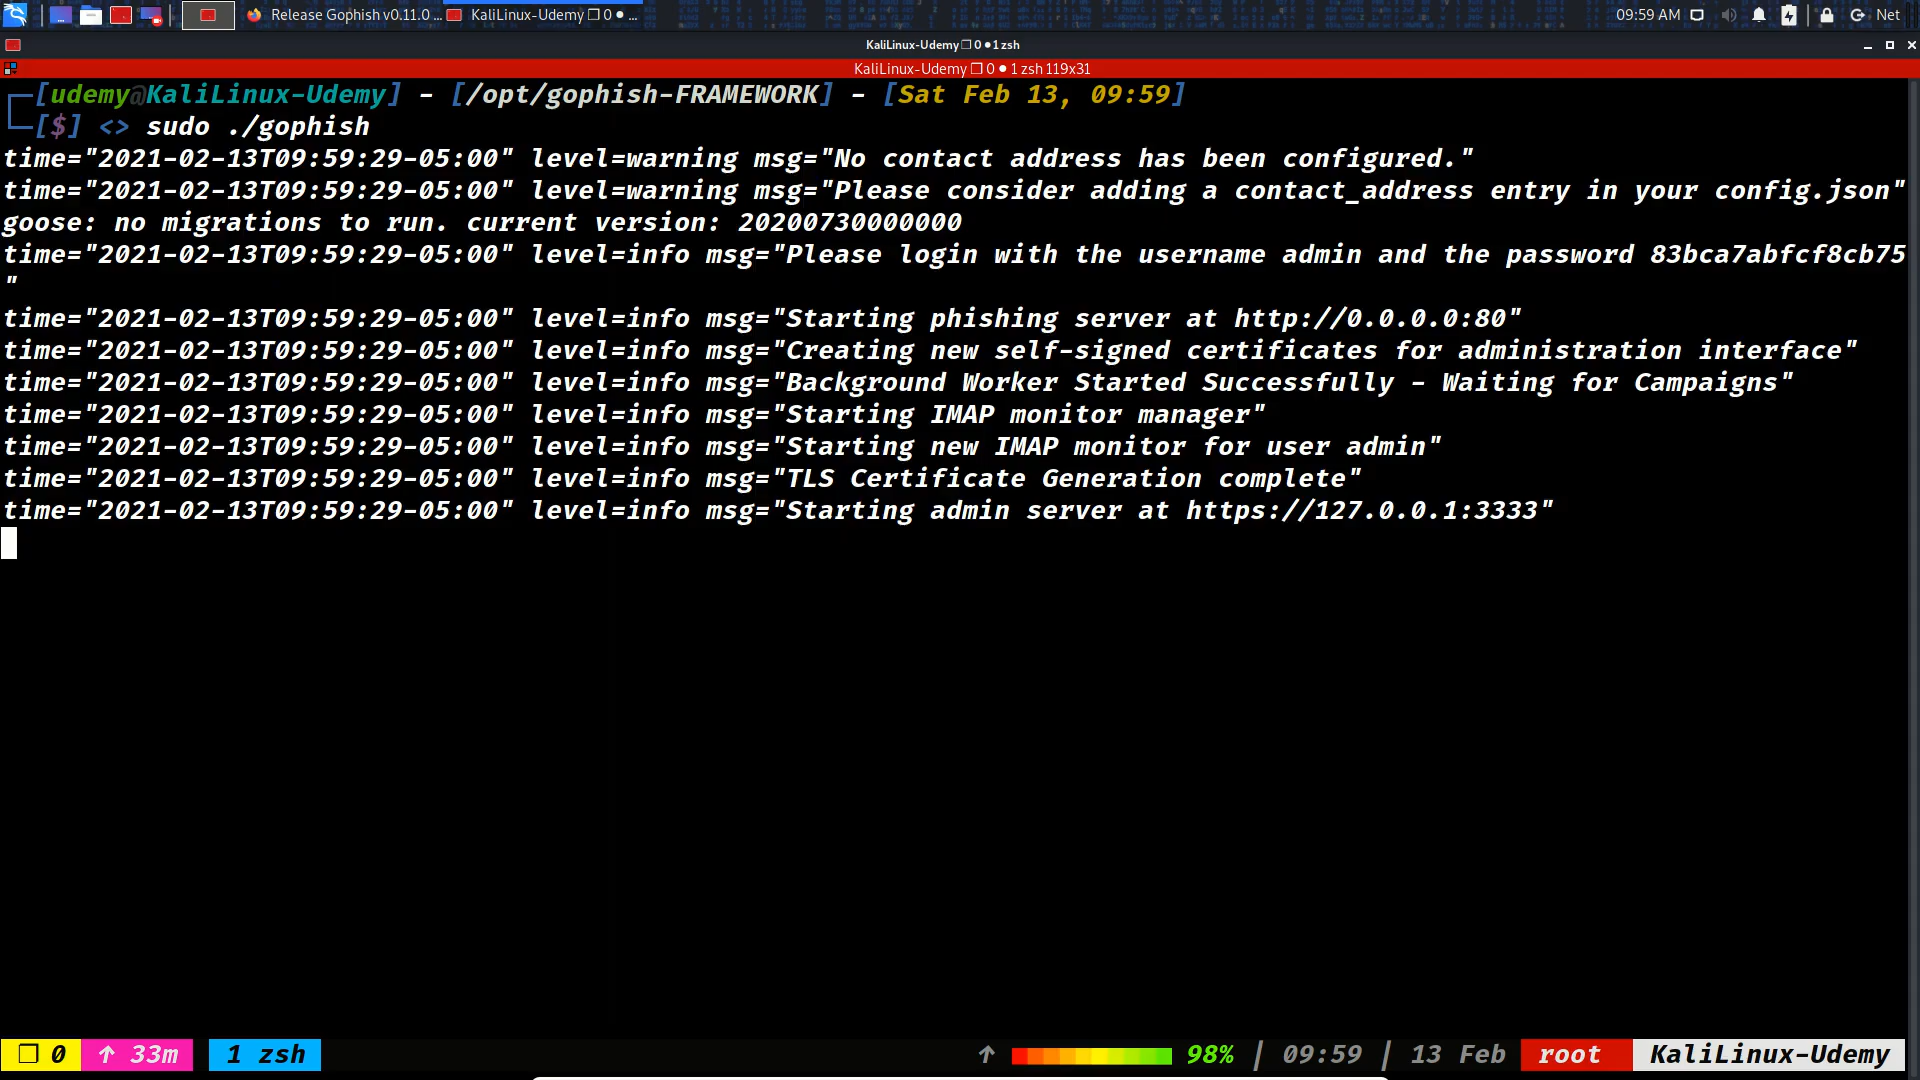 Release Gophish v0.11.0 ... KaliLinux-Udemy ❐ 0 ● ... 09:59 AM Net
KaliLinux-Udemy ❐ 0 ● 1 zsh
KaliLinux-Udemy ❐ 0 ● 1 zsh 119x31
[udemy@KaliLinux-Udemy] - [/opt/gophish-FRAMEWORK] - [Sat Feb 13, 09:59]
[$] <> sudo ./gophish
time="2021-02-13T09:59:29-05:00" level=warning msg="No contact address has been configured."
time="2021-02-13T09:59:29-05:00" level=warning msg="Please consider adding a contact_address entry in your config.json"
goose: no migrations to run. current version: 20200730000000
time="2021-02-13T09:59:29-05:00" level=info msg="Please login with the username admin and the password 83bca7abfcf8cb75
"
time="2021-02-13T09:59:29-05:00" level=info msg="Starting phishing server at http://0.0.0.0:80"
time="2021-02-13T09:59:29-05:00" level=info msg="Creating new self-signed certificates for administration interface"
time="2021-02-13T09:59:29-05:00" level=info msg="Background Worker Started Successfully - Waiting for Campaigns"
time="2021-02-13T09:59:29-05:00" level=info msg="Starting IMAP monitor manager"
time="2021-02-13T09:59:29-05:00" level=info msg="Starting new IMAP monitor for user admin"
time="2021-02-13T09:59:29-05:00" level=info msg="TLS Certificate Generation complete"
time="2021-02-13T09:59:29-05:00" level=info msg="Starting admin server at https://127.0.0.1:3333"
❐ 0 ↑ 33m 1 zsh ↑ 98% | 09:59 | 13 Feb root KaliLinux-Udemy